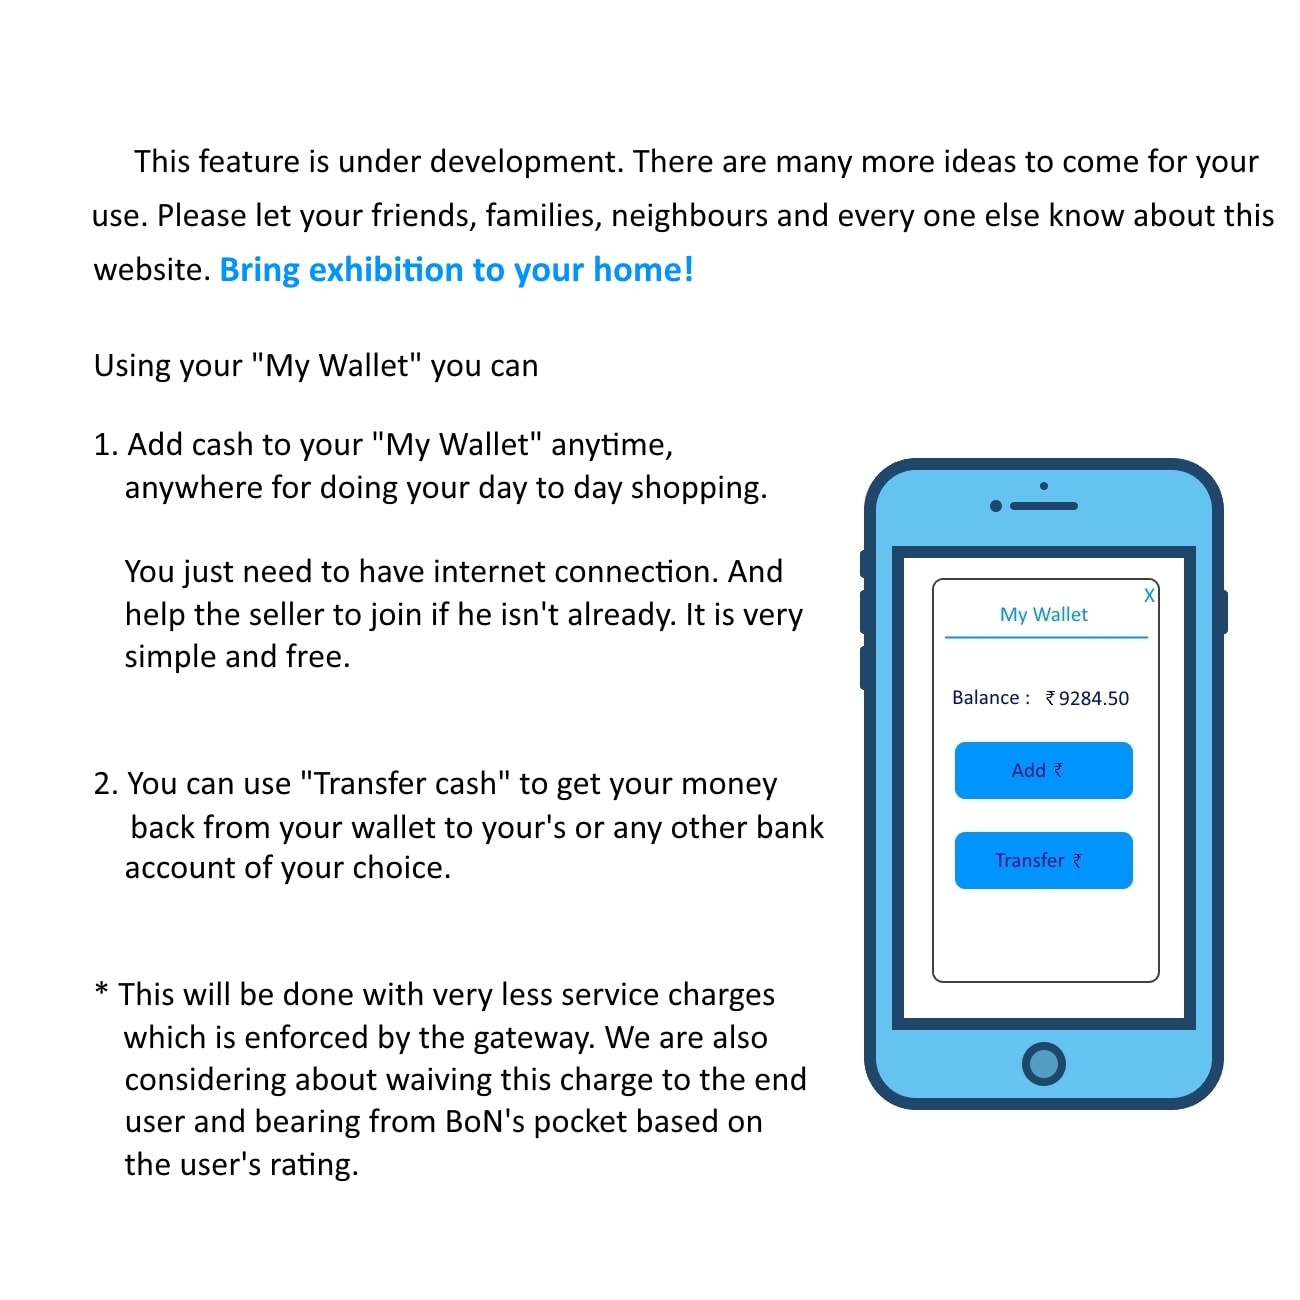 This feature is under development. There are many more ideas to come for your
use. Please let your friends, families, neighbours and every one else know about this
website. Bring exhibition to your home!
Using your "My Wallet" you can
1. Add cash to your "My Wallet" anytime,
anywhere for doing your day to day shopping.
You just need to have internet connection. And
help the seller to join if he isn't already. It is very
simple and free.
2. You can use "Transfer cash" to get your money
back from your wallet to your's or any other bank
account of your choice.
* This will be done with very less service charges
which is enforced by the gateway. We are also
considering about waiving this charge to the end
user and bearing from BoN's pocket based on
the user's rating.
X
My Wallet
Balance : ₹ 9284.50
Add ₹
Transfer ₹